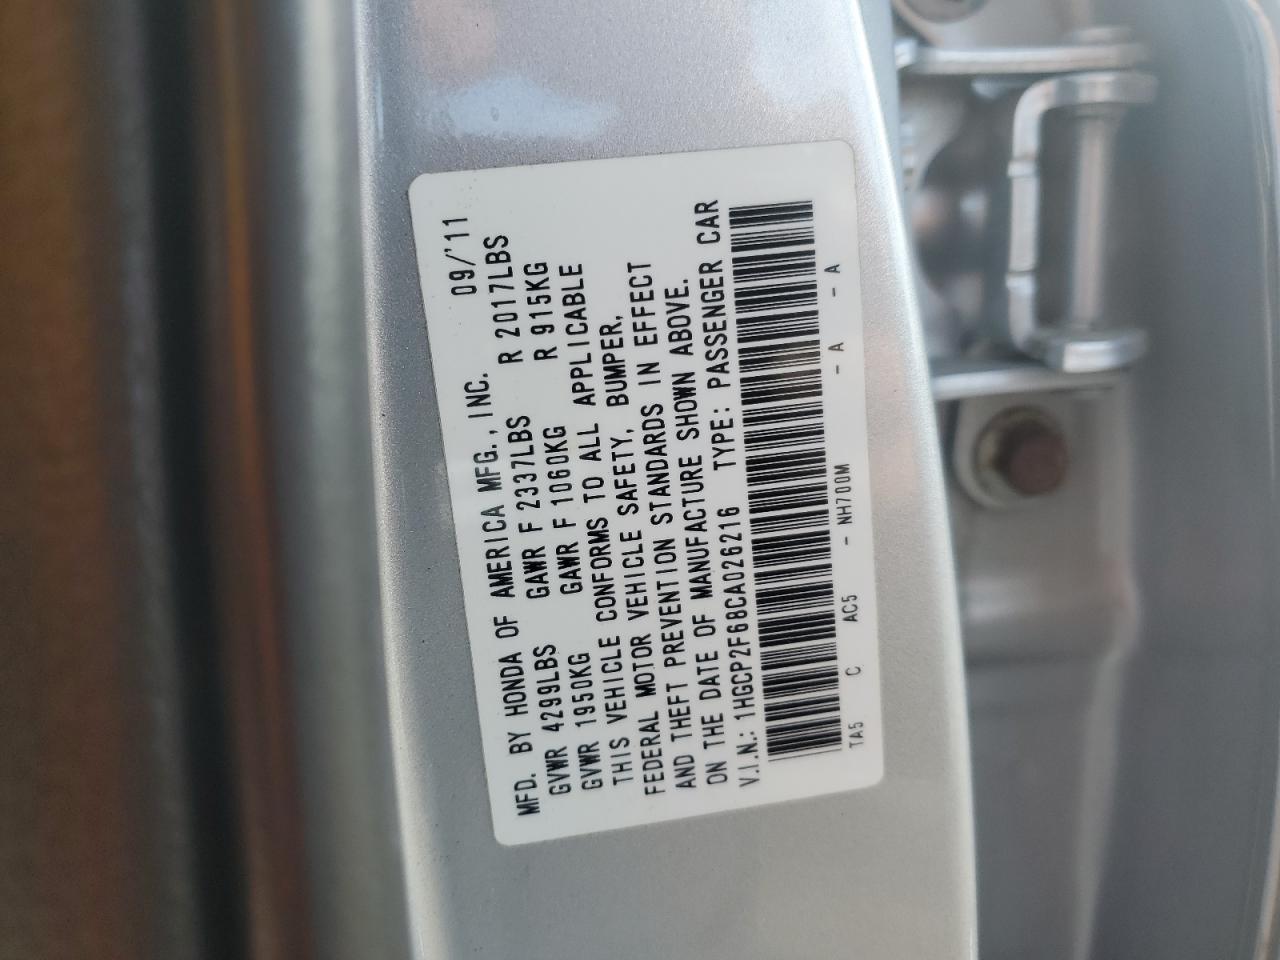 MFD. BY HONDA OF AMERICA MFG., INC. 09/'11
GVWR 4299LBS GAWR F 2337LBS R 2017LBS
GVWR 1950KG GAWR F 1060KG R 915KG
THIS VEHICLE CONFORMS TO ALL APPLICABLE
FEDERAL MOTOR VEHICLE SAFETY, BUMPER,
AND THEFT PREVENTION STANDARDS IN EFFECT
ON THE DATE OF MANUFACTURE SHOWN ABOVE.
V.I.N.: 1HGCP2F68CA026216 TYPE: PASSENGER CAR
TA5 C AC5 - NH700M - A - A